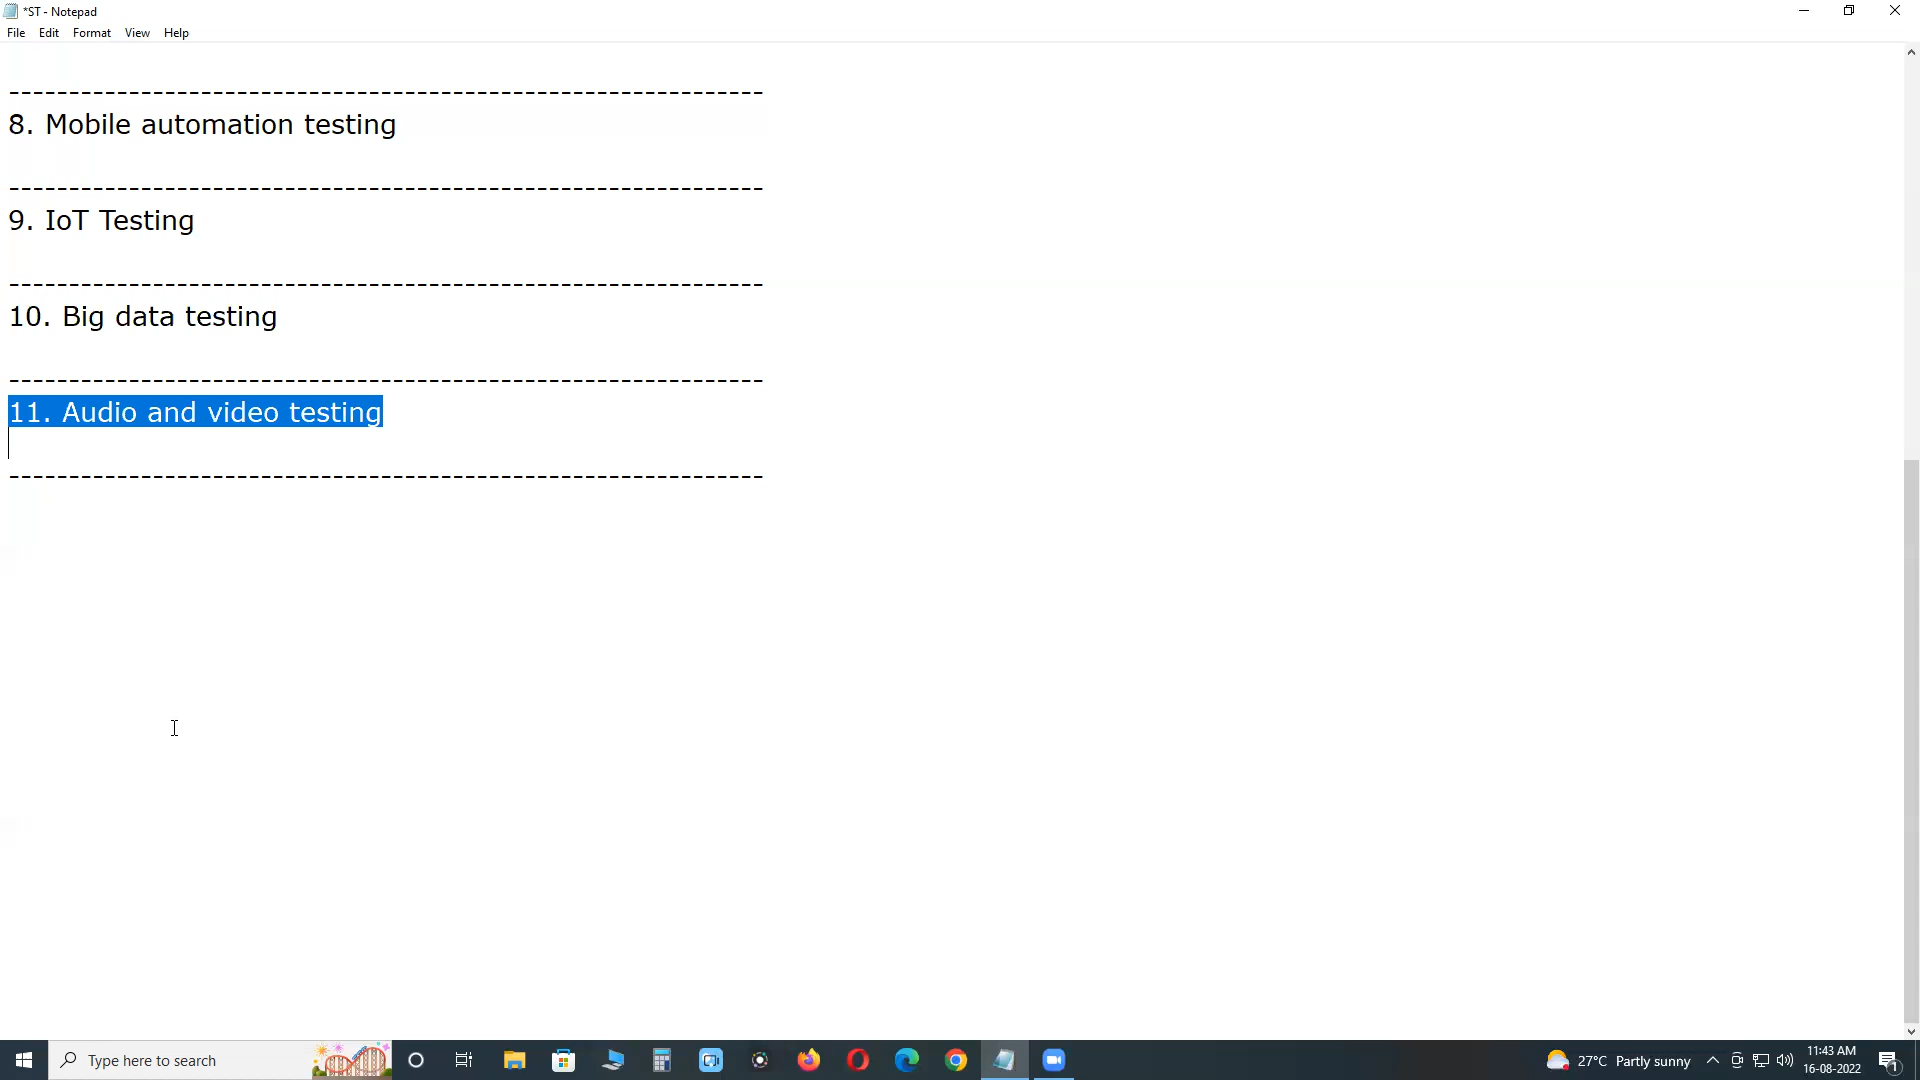 *ST - Notepad
File Edit Format View Help
---------------------------------------------------------------
8. Mobile automation testing
---------------------------------------------------------------
9. IoT Testing
---------------------------------------------------------------
10. Big data testing
---------------------------------------------------------------
11. Audio and video testing
---------------------------------------------------------------
Type here to search
27°C Partly sunny
11:43 AM
16-08-2022
1